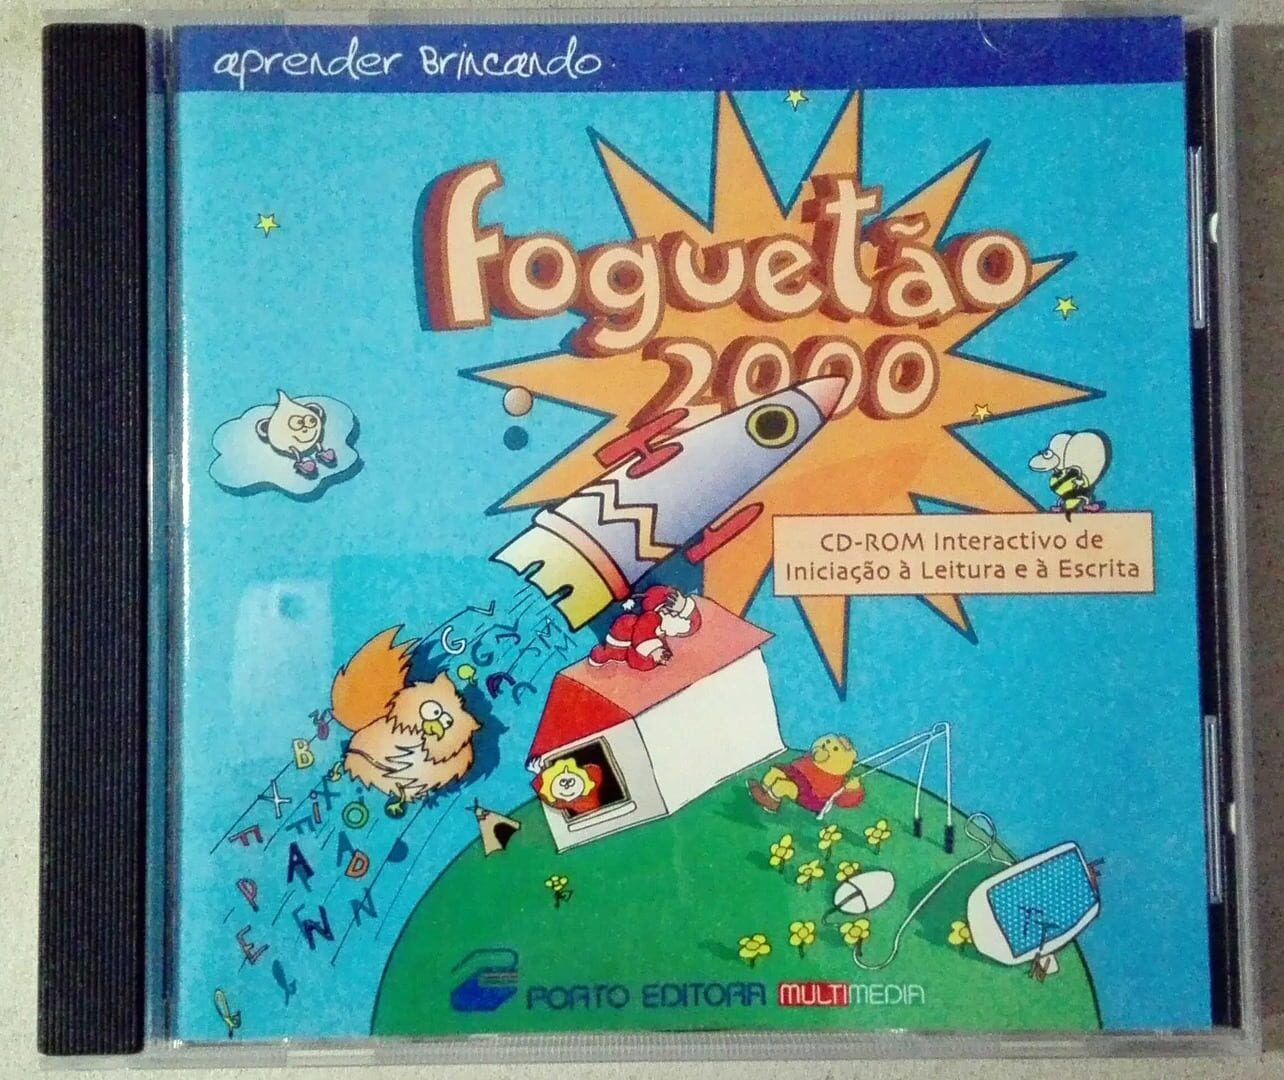 aprender Brincando
foguetão
2000
CD-ROM Interactivo de
Iniciação à Leitura e à Escrita
PORTO EDITORA MULTIMEDIA